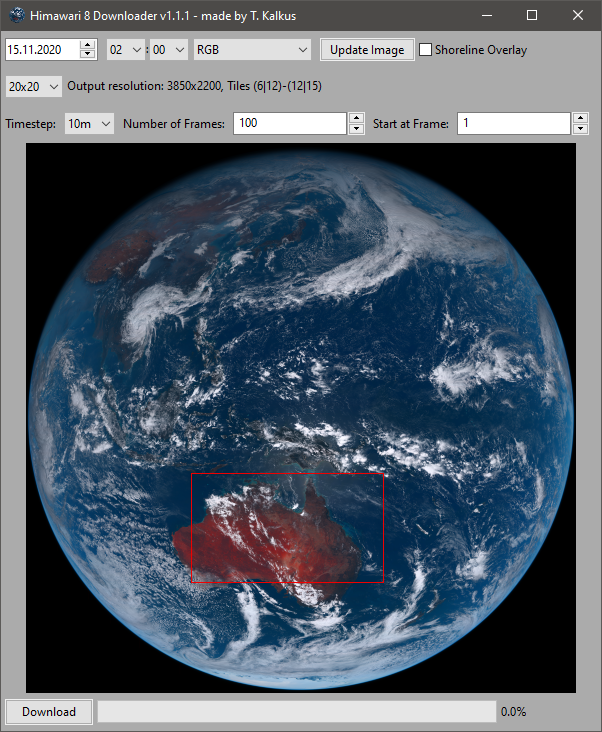 Himawari 8 Downloader v1.1.1 - made by T. Kalkus
15.11.2020 02 : 00 RGB Update Image Shoreline Overlay
20x20 Output resolution: 3850x2200, Tiles (6|12)-(12|15)
Timestep: 10m Number of Frames: 100 Start at Frame: 1
Download 0.0%